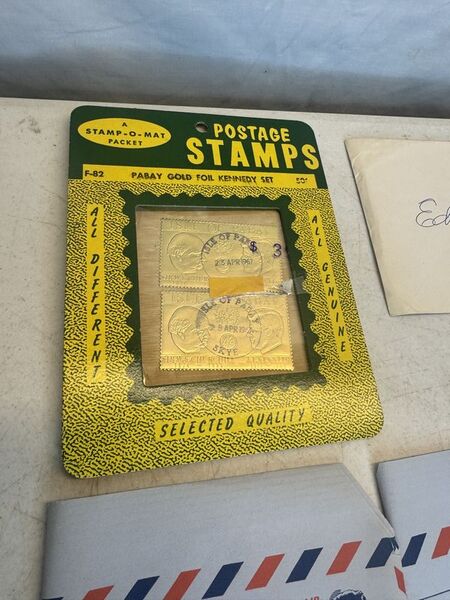 A
STAMP-O-MAT
PACKET
POSTAGE
STAMPS
F-82 PABAY GOLD FOIL KENNEDY SET 50¢
ALL DIFFERENT
ALL GENUINE
ISLE OF PABAY
$ 3
23 APR 1967
ISLE OF PABAY
SKYE
SELECTED QUALITY
Ed